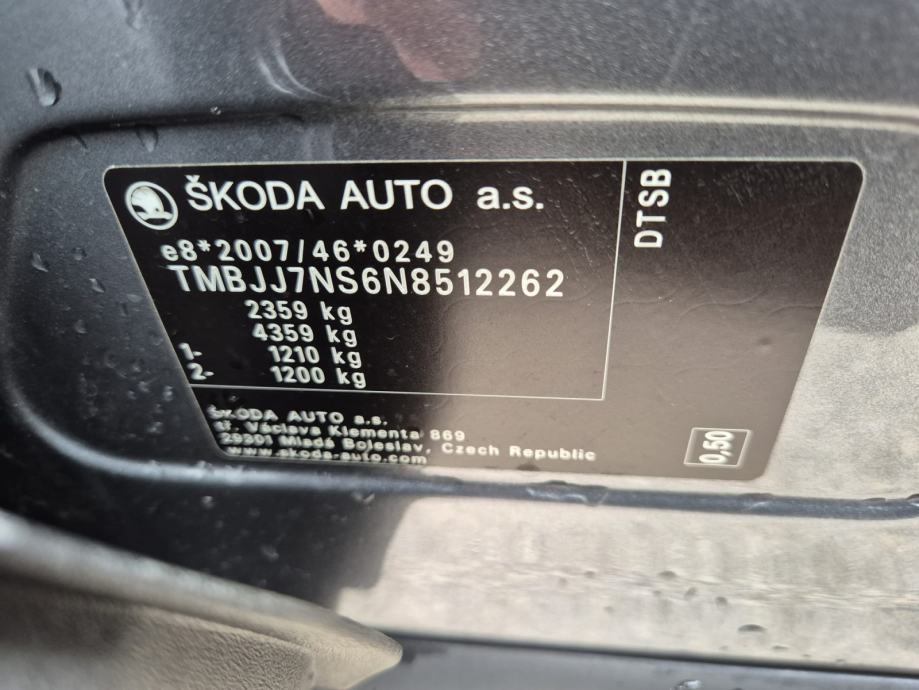 ŠKODA AUTO a.s.
e8*2007/46*0249
TMBJJ7NS6N8512262
2359 kg
4359 kg
1- 1210 kg
2- 1200 kg
DTSB
ŠKODA AUTO a.s.
tř. Václava Klementa 869
29301 Mladá Boleslav, Czech Republic
www.skoda-auto.com
0,50